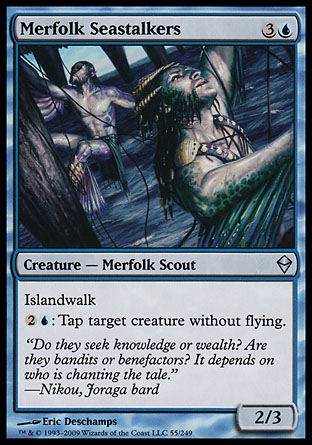 Merfolk Seastalkers 3
Creature — Merfolk Scout
Islandwalk
2 : Tap target creature without flying.
“Do they seek knowledge or wealth? Are
they bandits or benefactors? It depends on
who is chanting the tale.”
—Nikou, Joraga bard
Eric Deschamps
™ & © 1993–2009 Wizards of the Coast LLC 55/249
2/3